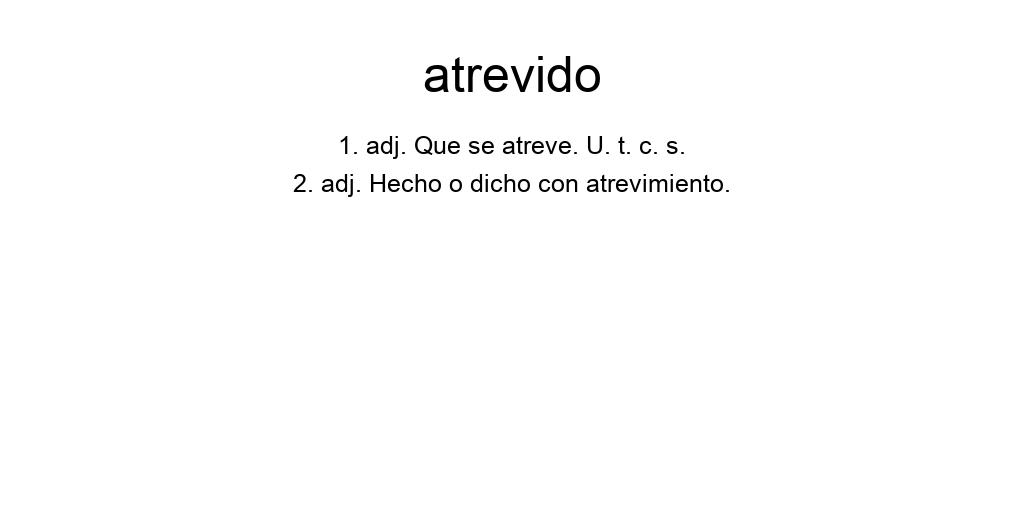 atrevido
1. adj. Que se atreve. U. t. c. s.
2. adj. Hecho o dicho con atrevimiento.